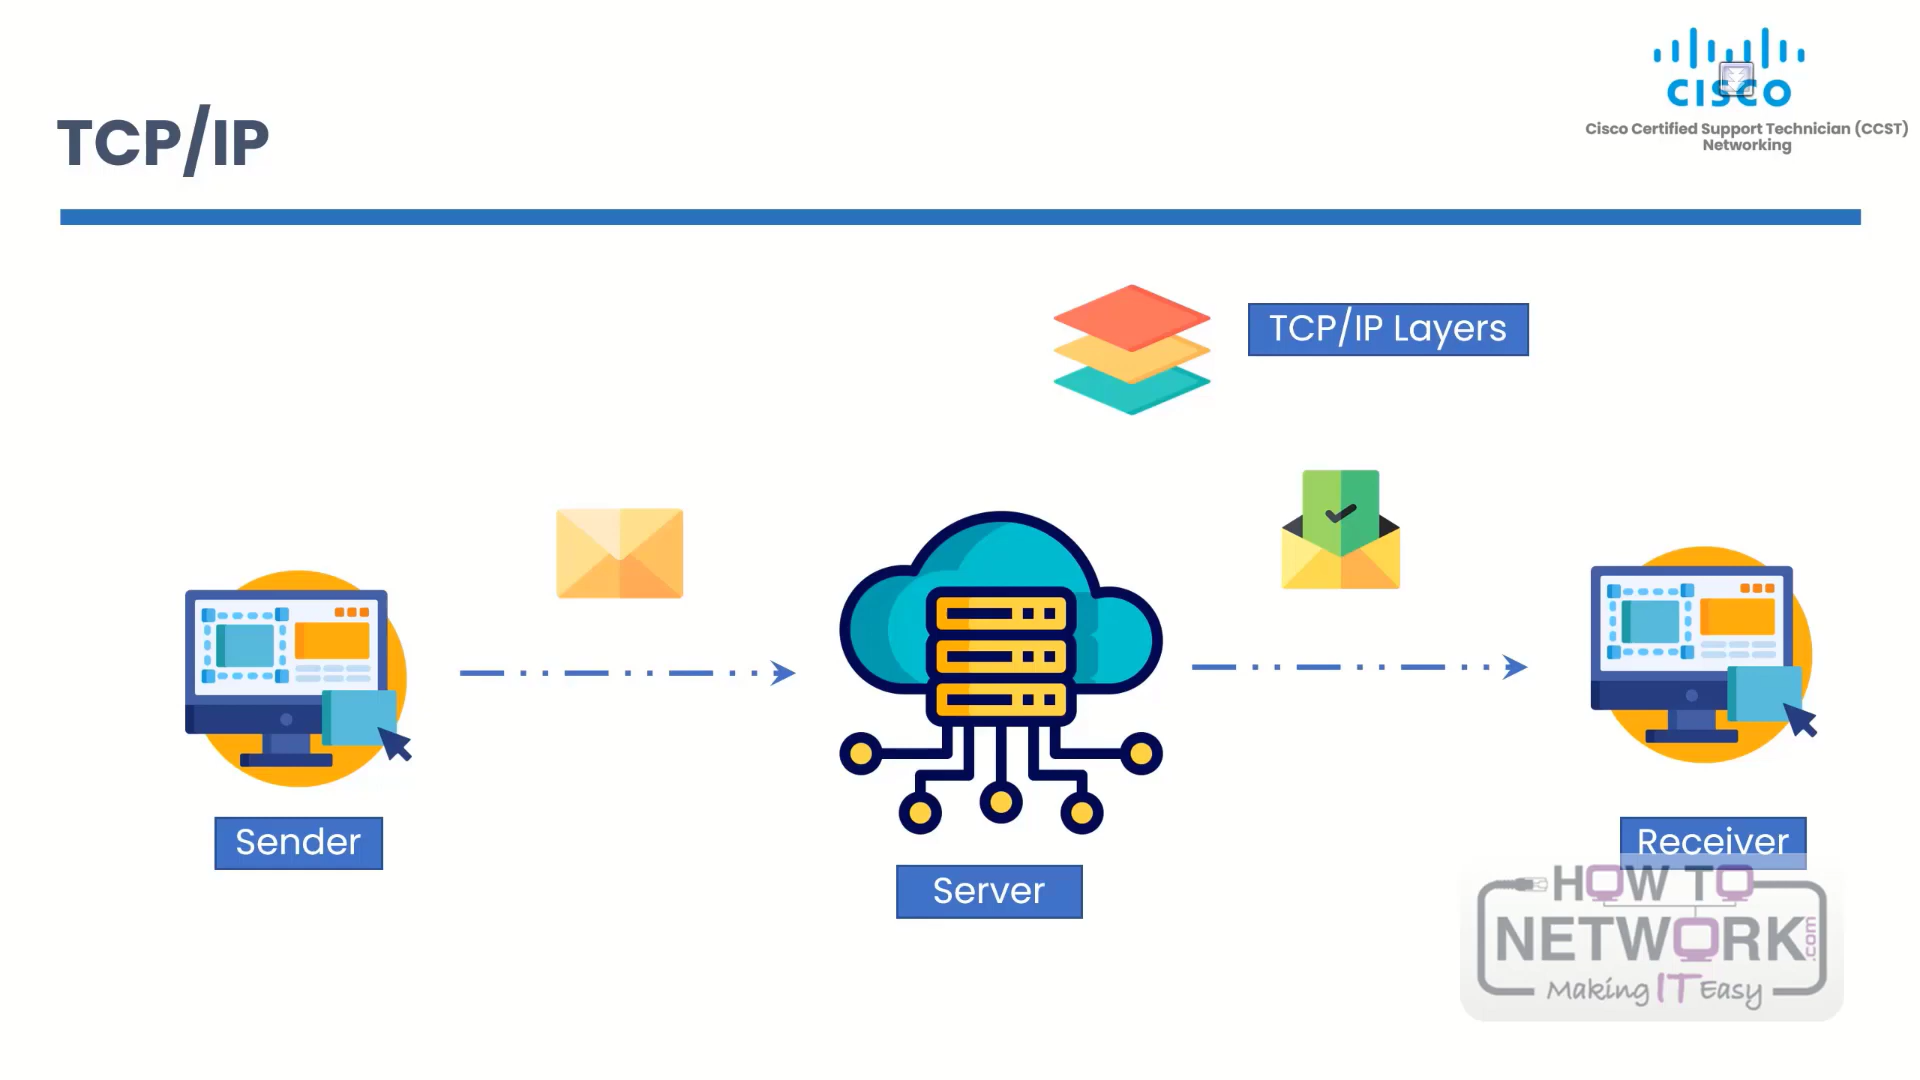 CISCO
Cisco Certified Support Technician (CCST)
Networking
TCP/IP
TCP/IP Layers
Sender
Server
Receiver
HOW TO
NETWORK.com
Making IT Easy